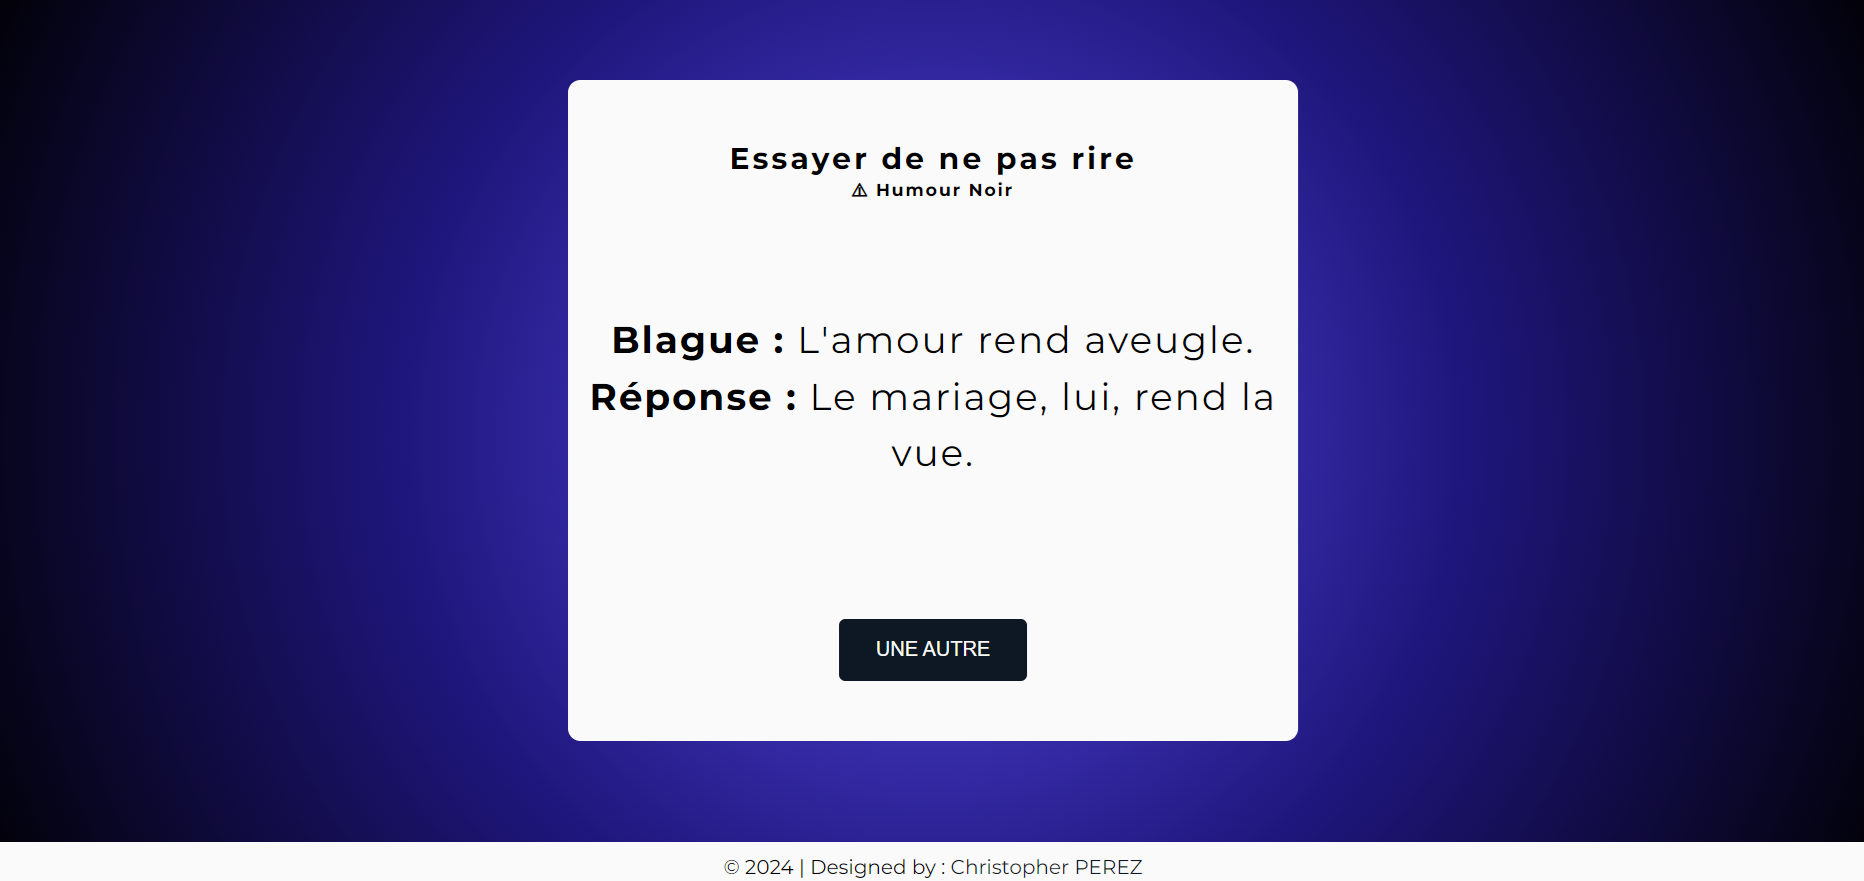 Essayer de ne pas rire
⚠ Humour Noir
Blague : L'amour rend aveugle.
Réponse : Le mariage, lui, rend la
vue.
UNE AUTRE
© 2024 | Designed by : Christopher PEREZ